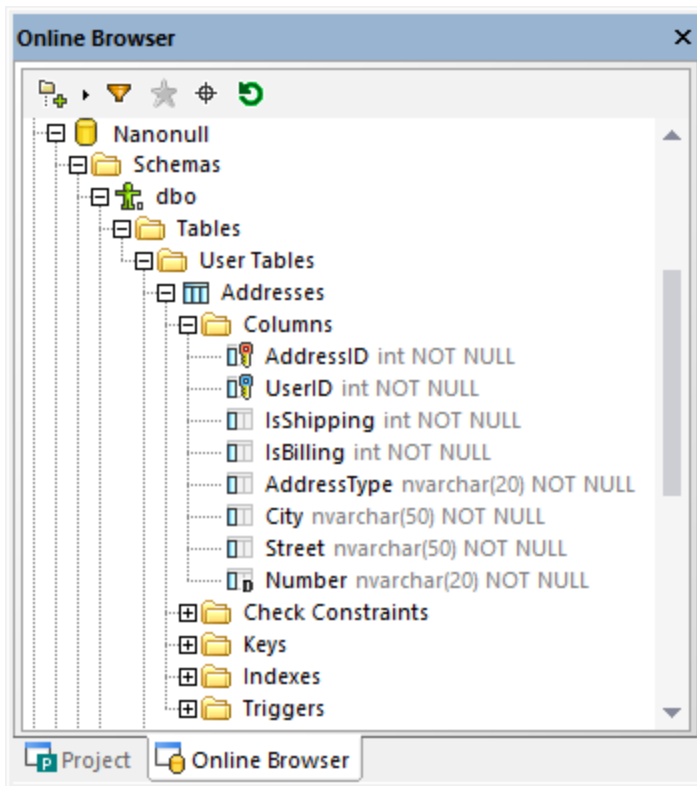 Online Browser
Nanonull
Schemas
dbo
Tables
User Tables
Addresses
Columns
AddressID int NOT NULL
UserID int NOT NULL
IsShipping int NOT NULL
IsBilling int NOT NULL
AddressType nvarchar(20) NOT NULL
City nvarchar(50) NOT NULL
Street nvarchar(50) NOT NULL
Number nvarchar(20) NOT NULL
Check Constraints
Keys
Indexes
Triggers
Project Online Browser